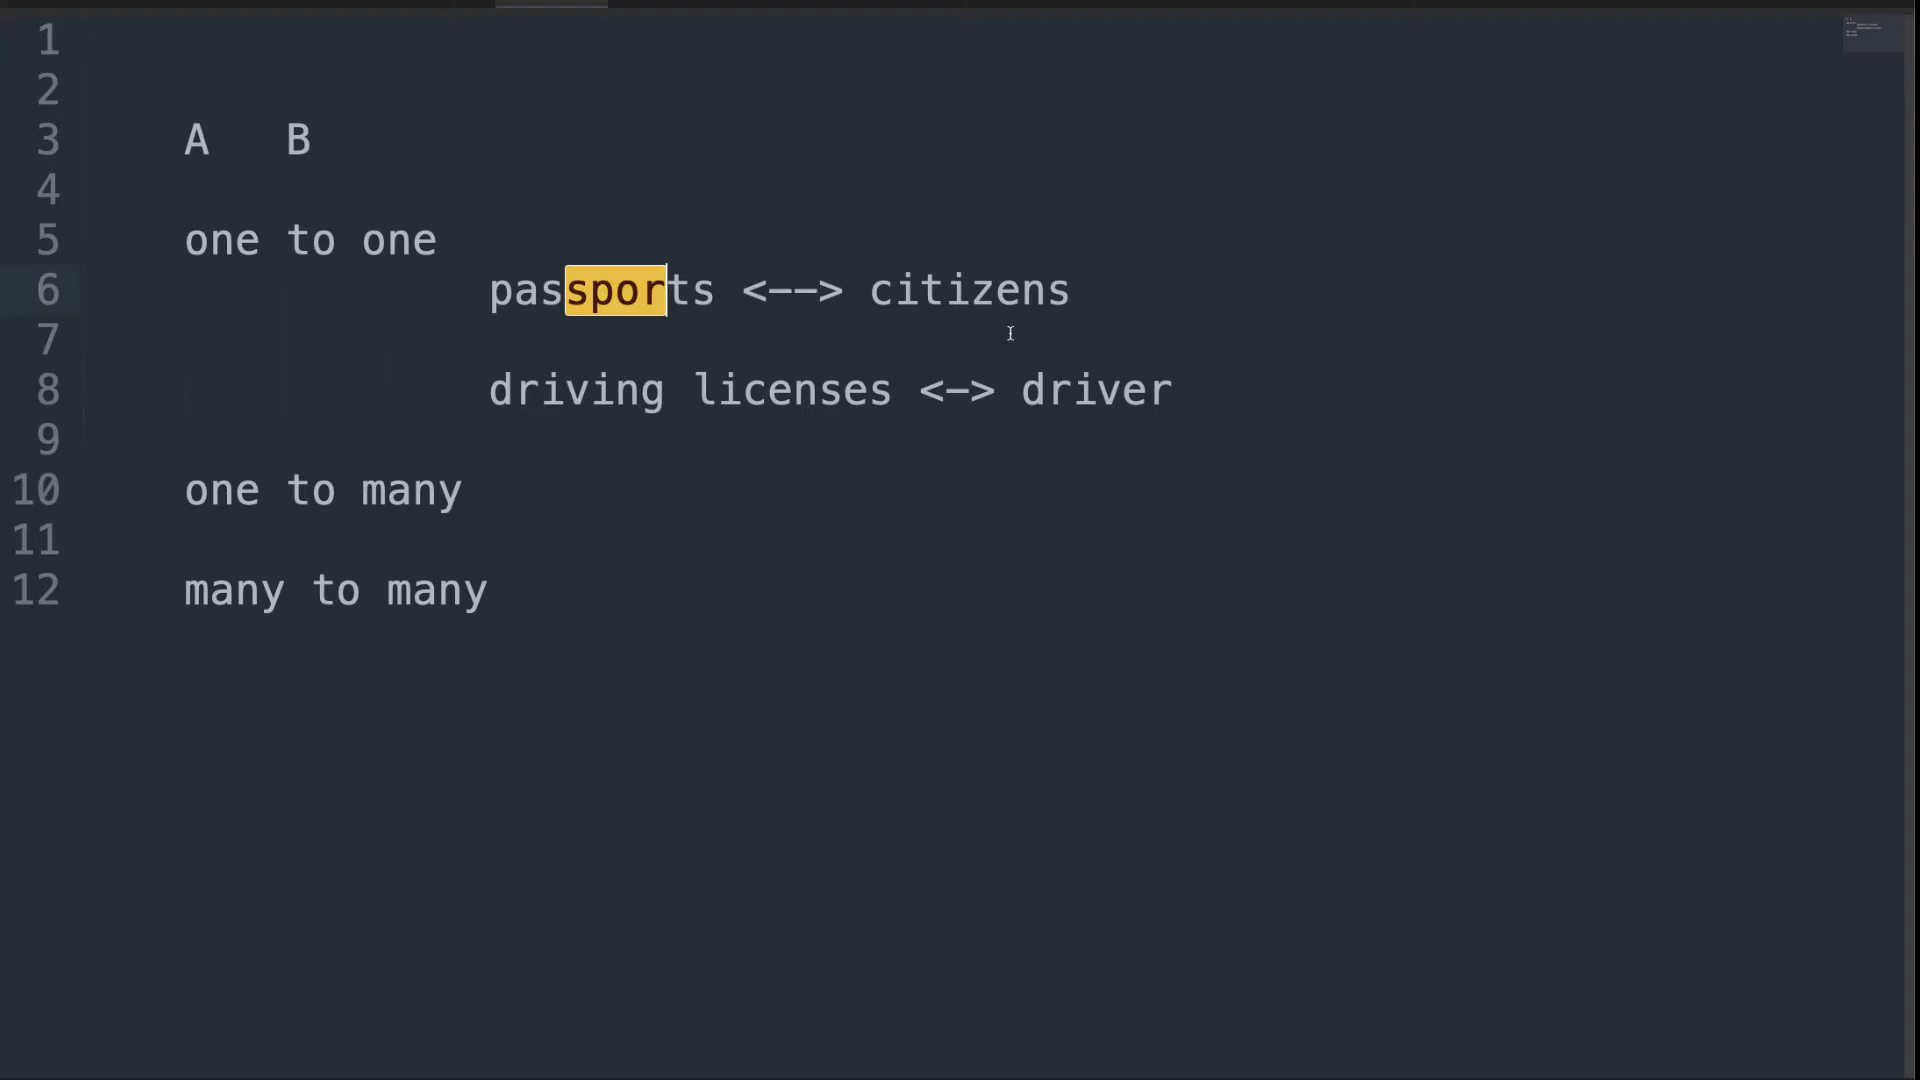 1
2
3 A B
4
5 one to one
6 passports <--> citizens
7
8 driving licenses <-> driver
9
10 one to many
11
12 many to many